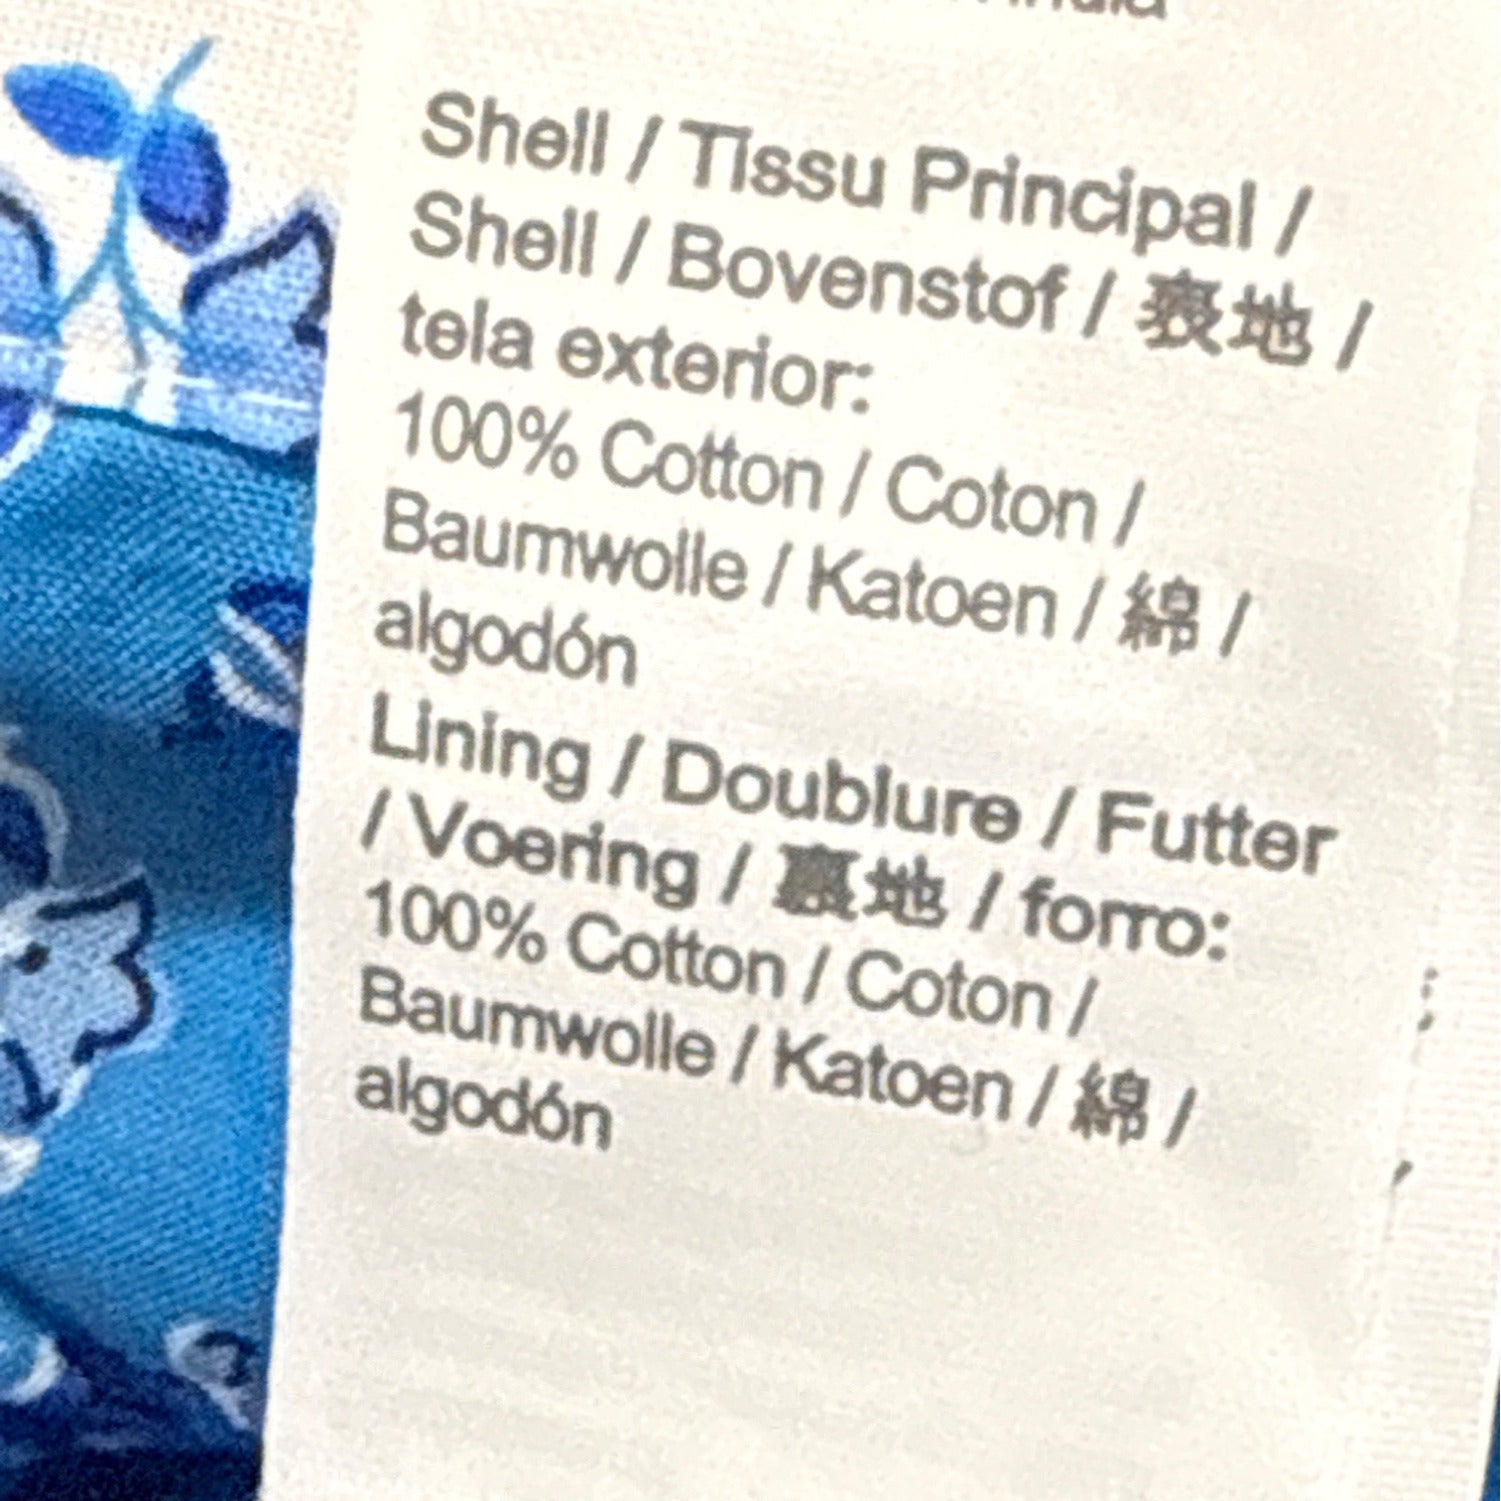 India
Shell / Tissu Principal /
Shell / Bovenstof / 表地 /
tela exterior:
100% Cotton / Coton /
Baumwolle / Katoen / 綿 /
algodón
Lining / Doublure / Futter
/ Voering / 裏地 / forro:
100% Cotton / Coton /
Baumwolle / Katoen / 綿 /
algodón